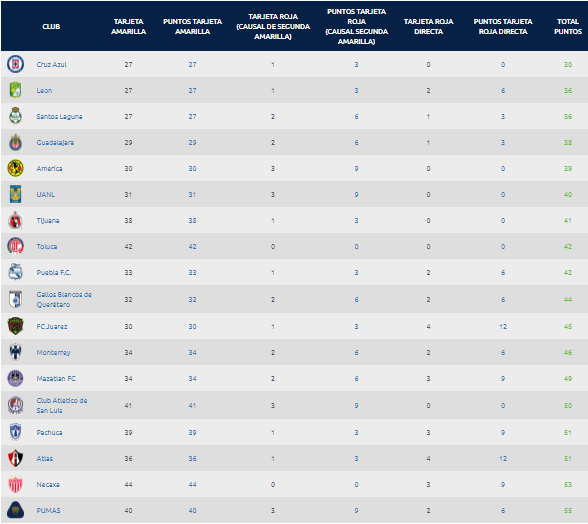 CLUB TARJETA AMARILLA PUNTOS TARJETA AMARILLA TARJETA ROJA (CAUSAL DE SEGUNDA AMARILLA) PUNTOS TARJETA ROJA (CAUSAL SEGUNDA AMARILLA) TARJETA ROJA DIRECTA PUNTOS TARJETA ROJA DIRECTA TOTAL PUNTOS
Cruz Azul 27 27 1 3 0 0 30
Leon 27 27 1 3 2 6 36
Santos Laguna 27 27 2 6 1 3 36
Guadalajara 29 29 2 6 1 3 38
America 30 30 3 9 0 0 39
UANL 31 31 3 9 0 0 40
Tijuana 38 38 1 3 0 0 41
Toluca 42 42 0 0 0 0 42
Puebla F.C. 33 33 1 3 2 6 42
Gallos Blancos de Querétaro 32 32 2 6 2 6 44
FC Juarez 30 30 1 3 4 12 45
Monterrey 34 34 2 6 2 6 46
Mazatlan FC 34 34 2 6 3 9 49
Club Atletico de San Luis 41 41 3 9 0 0 50
Pachuca 39 39 1 3 3 9 51
Atlas 36 36 1 3 4 12 51
Necaxa 44 44 0 0 3 9 53
PUMAS 40 40 3 9 2 6 55